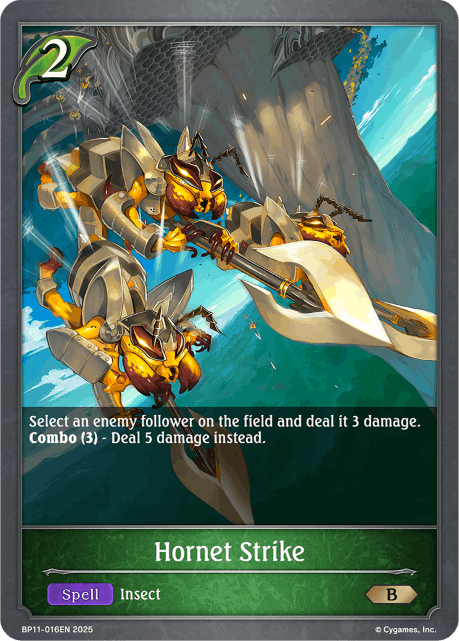 2
Select an enemy follower on the field and deal it 3 damage.
Combo (3) - Deal 5 damage instead.
Hornet Strike
Spell Insect B
BP11-016EN 2025 © Cygames, Inc.